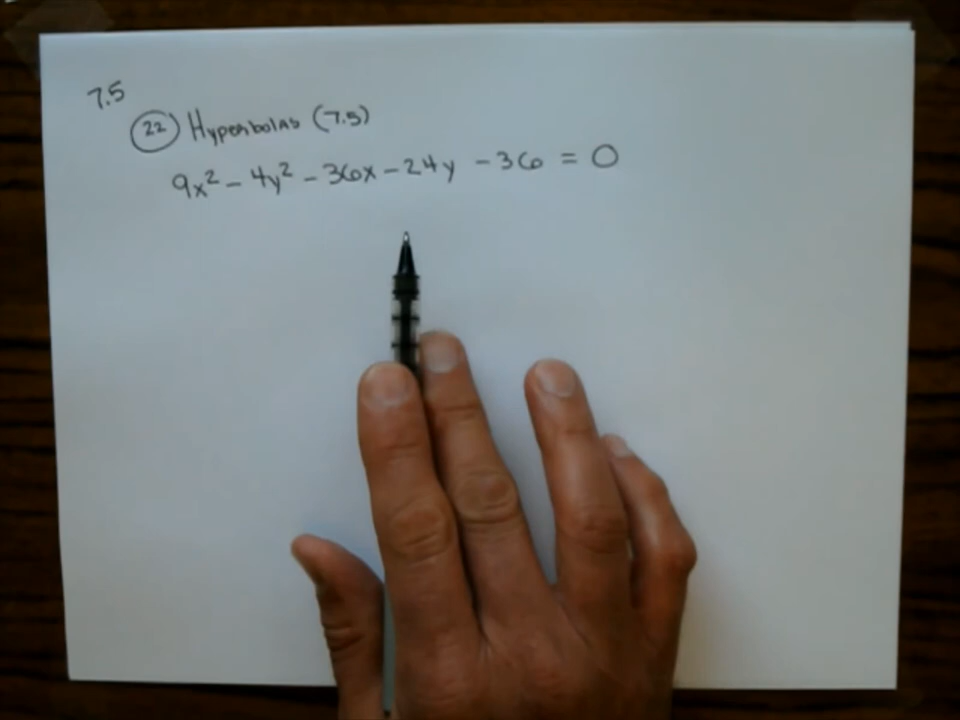 7.5
22 Hyperbolas (7.5)
9x² - 4y² - 36x - 24y - 36 = 0